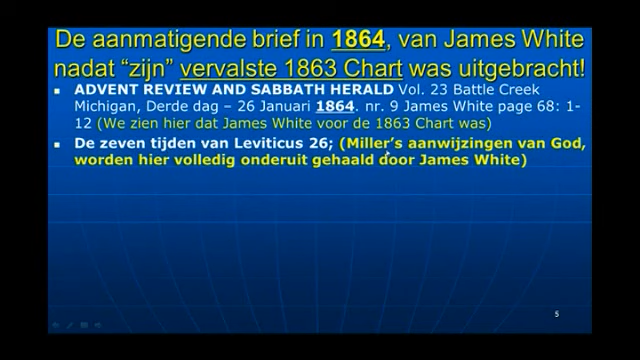 De aanmatigende brief in 1864, van James White
nadat “zijn” vervalste 1863 Chart was uitgebracht!
ADVENT REVIEW AND SABBATH HERALD Vol. 23 Battle Creek
Michigan, Derde dag – 26 Januari 1864. nr. 9 James White page 68: 1-
12 (We zien hier dat James White voor de 1863 Chart was)
De zeven tijden van Leviticus 26; (Miller’s aanwijzingen van God,
worden hier volledig onderuit gehaald door James White)
5